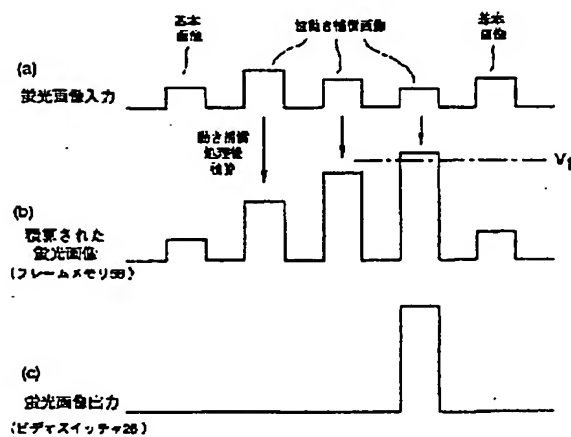 基本
画像
被動き補償画像
基本
画像
(a)
蛍光画像入力
動き補償
処理後
積算
Vf
(b)
積算された
蛍光画像
(フレームメモリ58)
(c)
蛍光画像出力
(ビデオスイッチャ26)